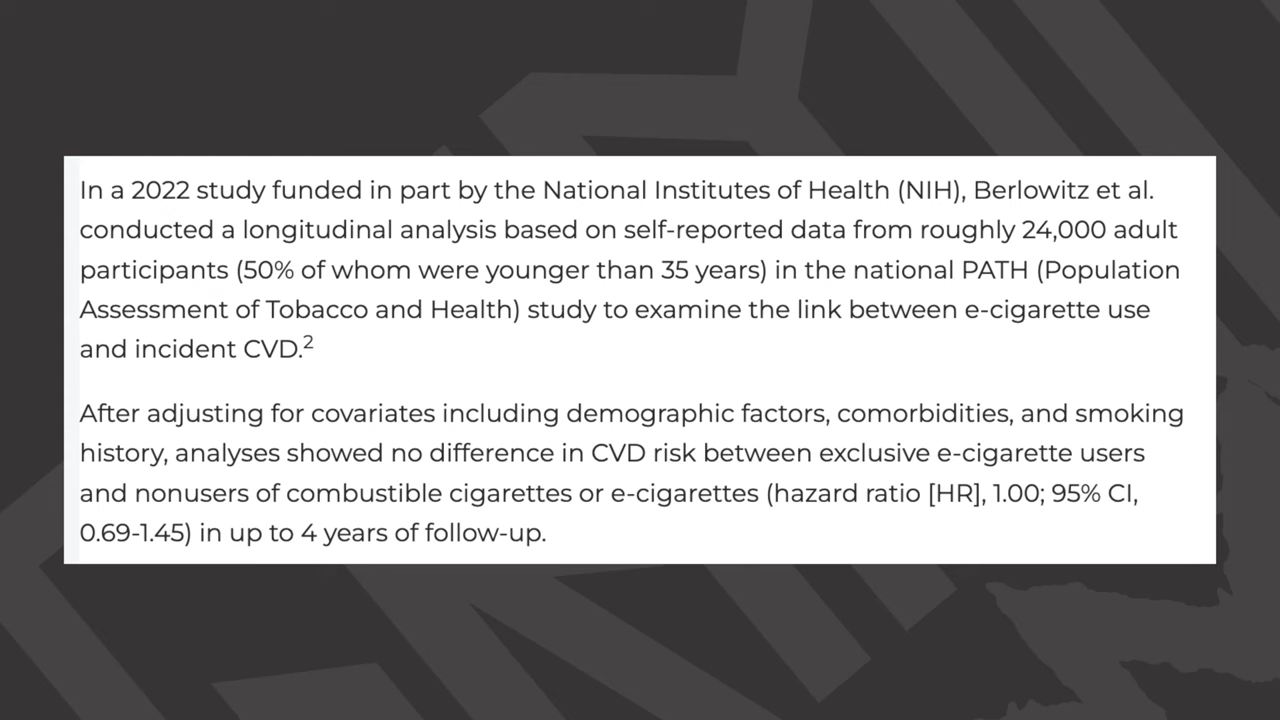 In a 2022 study funded in part by the National Institutes of Health (NIH), Berlowitz et al.
conducted a longitudinal analysis based on self-reported data from roughly 24,000 adult
participants (50% of whom were younger than 35 years) in the national PATH (Population
Assessment of Tobacco and Health) study to examine the link between e-cigarette use
and incident CVD.2
After adjusting for covariates including demographic factors, comorbidities, and smoking
history, analyses showed no difference in CVD risk between exclusive e-cigarette users
and nonusers of combustible cigarettes or e-cigarettes (hazard ratio [HR], 1.00; 95% CI,
0.69-1.45) in up to 4 years of follow-up.